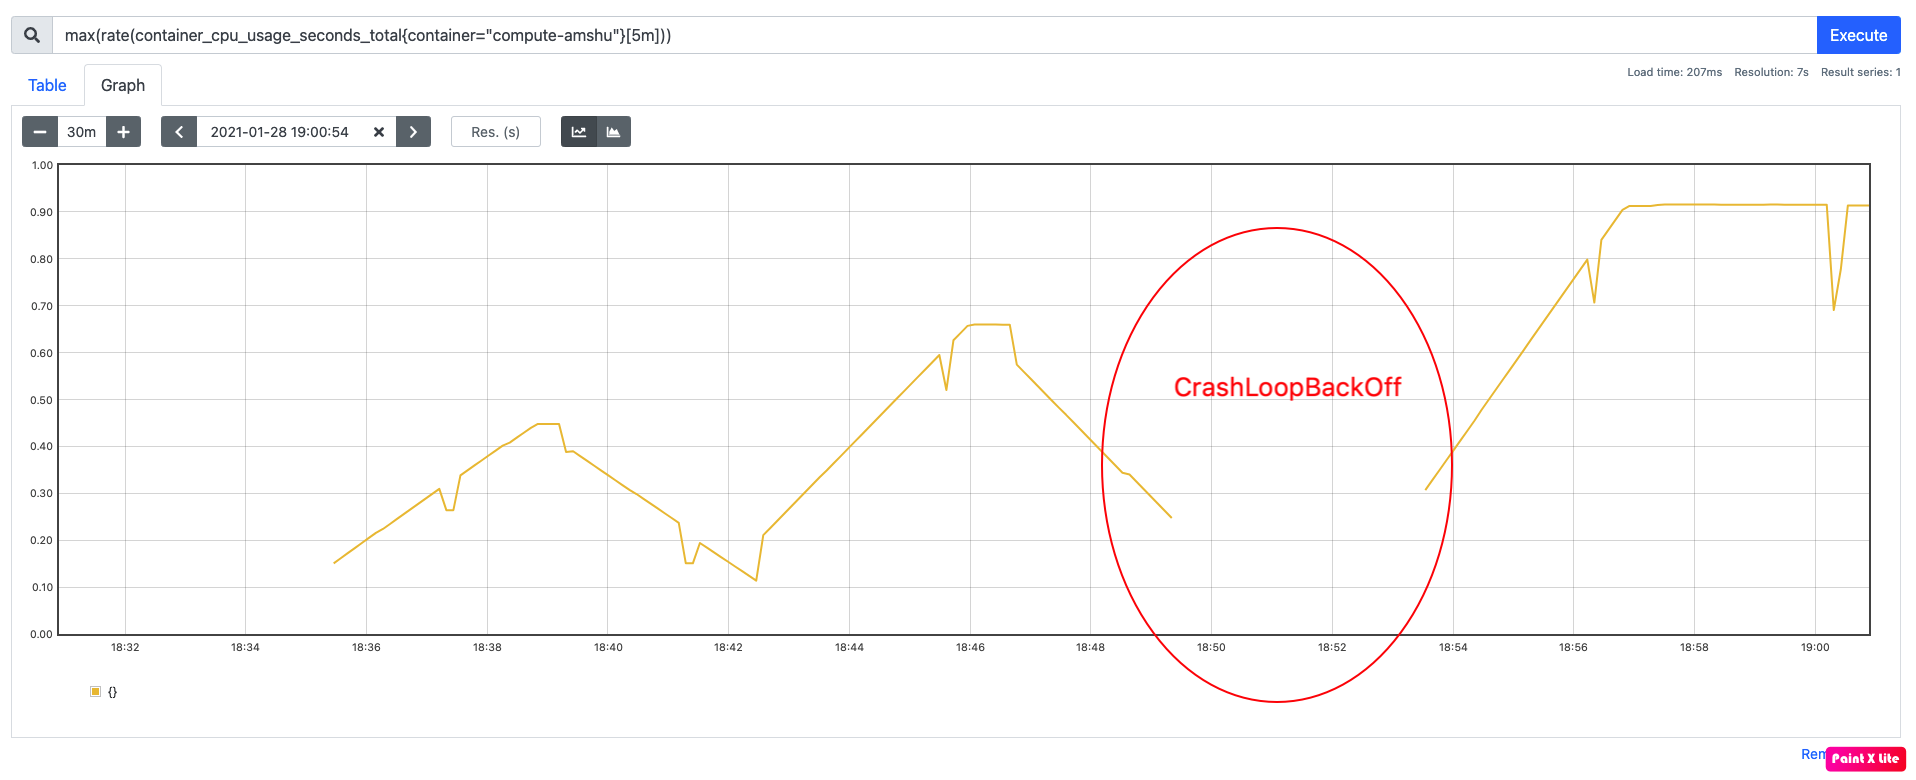 max(rate(container_cpu_usage_seconds_total{container="compute-amshu"}[5m]))
Execute
Load time: 207ms Resolution: 7s Result series: 1
Table Graph
30m 2021-01-28 19:00:54 Res. (s)
1.00
0.90
0.80
0.70
0.60
0.50
0.40
0.30
0.20
0.10
0.00
CrashLoopBackOff
18:32 18:34 18:36 18:38 18:40 18:42 18:44 18:46 18:48 18:50 18:52 18:54 18:56 18:58 19:00
{}
Paint X Lite